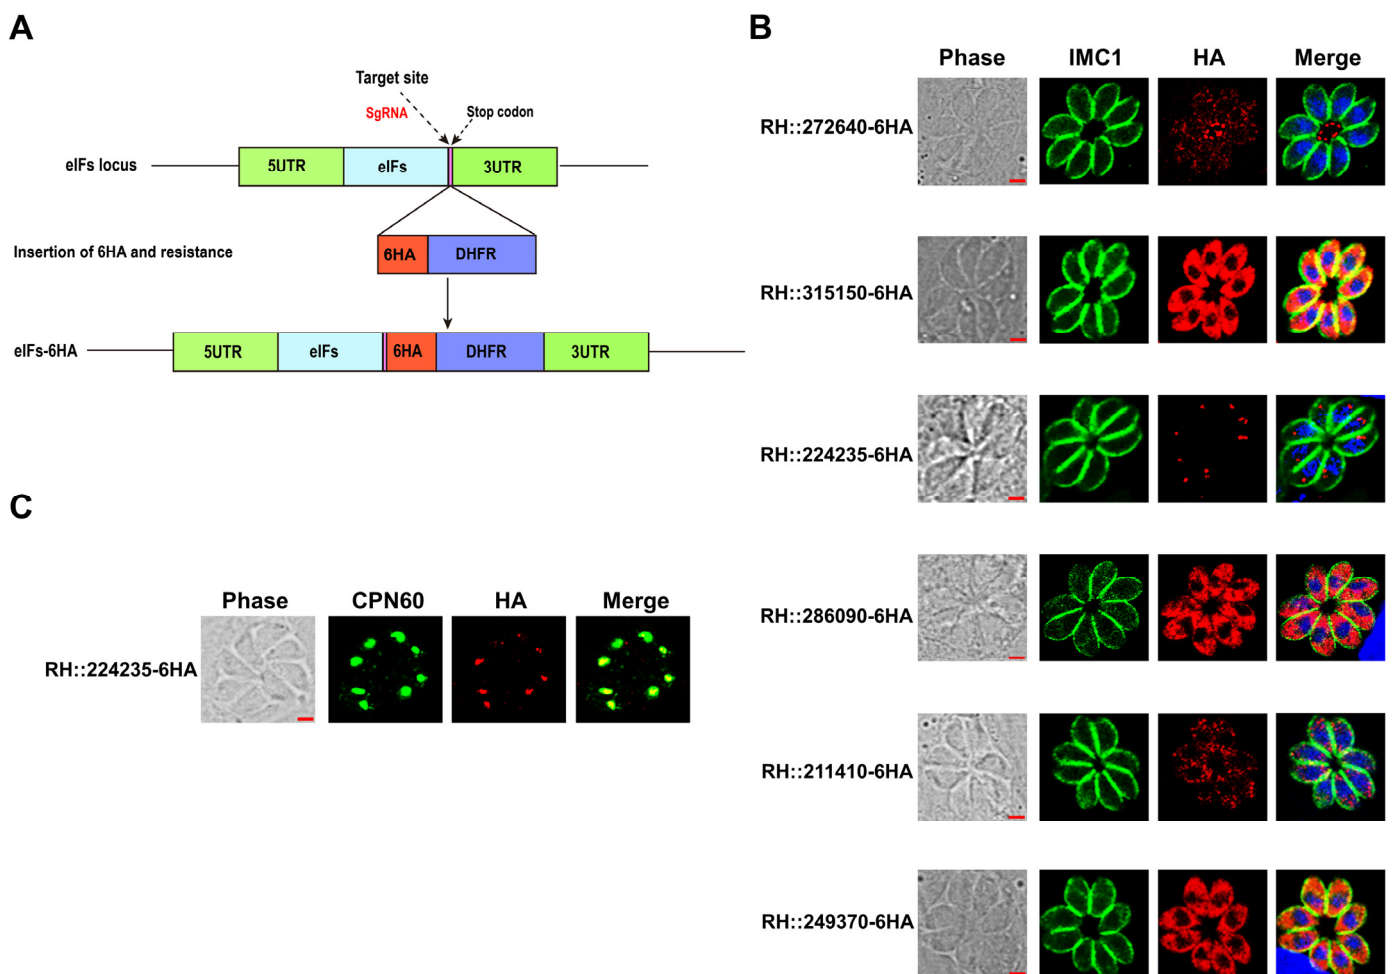 A
Target site
SgRNA
Stop codon
eIFs locus
5UTR
eIFs
3UTR
Insertion of 6HA and resistance
6HA
DHFR
eIFs-6HA
5UTR
eIFs
6HA
DHFR
3UTR
B
Phase
IMC1
HA
Merge
RH::272640-6HA
RH::315150-6HA
RH::224235-6HA
RH::286090-6HA
RH::211410-6HA
RH::249370-6HA
C
Phase
CPN60
HA
Merge
RH::224235-6HA